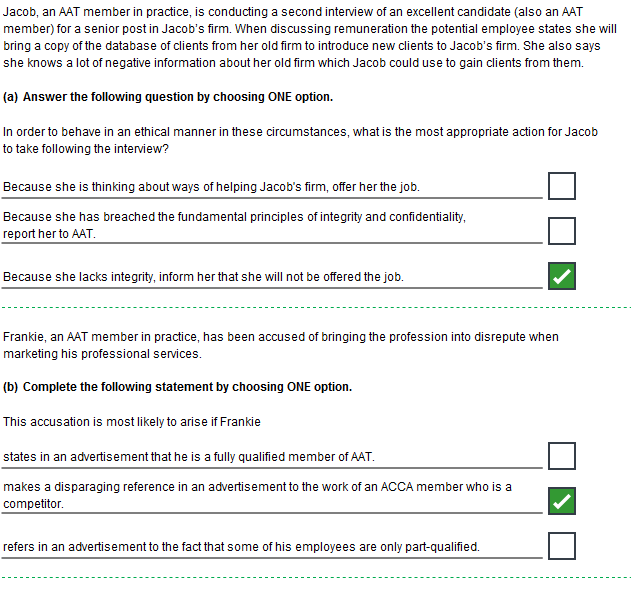 Jacob, an AAT member in practice, is conducting a second interview of an excellent candidate (also an AAT
member) for a senior post in Jacob's firm. When discussing remuneration the potential employee states she will
bring a copy of the database of clients from her old firm to introduce new clients to Jacob's firm. She also says
she knows a lot of negative information about her old firm which Jacob could use to gain clients from them.
(a) Answer the following question by choosing ONE option.
In order to behave in an ethical manner in these circumstances, what is the most appropriate action for Jacob
to take following the interview?
Because she is thinking about ways of helping Jacob's firm, offer her the job.
Because she has breached the fundamental principles of integrity and confidentiality,
report her to AAT.
Because she lacks integrity, inform her that she will not be offered the job.
Frankie, an AAT member in practice, has been accused of bringing the profession into disrepute when
marketing his professional services.
(b) Complete the following statement by choosing ONE option.
This accusation is most likely to arise if Frankie
states in an advertisement that he is a fully qualified member of AAT.
makes a disparaging reference in an advertisement to the work of an ACCA member who is a
competitor.
refers in an advertisement to the fact that some of his employees are only part-qualified.